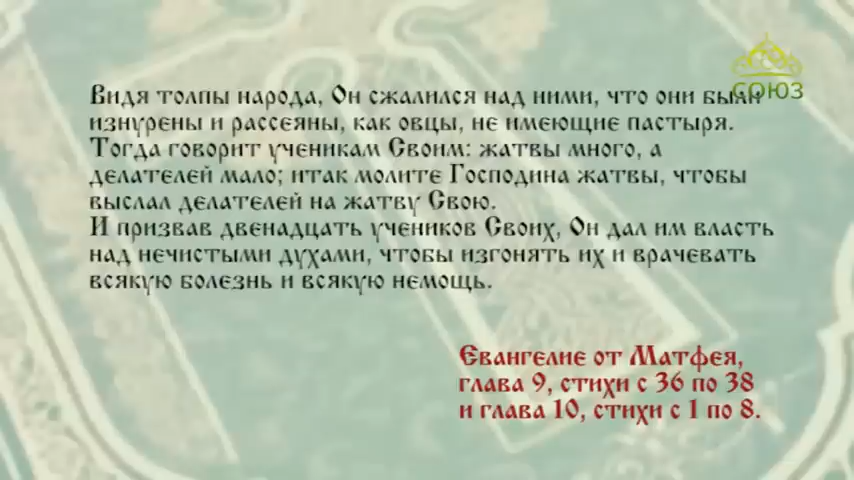 СОЮЗ
Видя толпы народа, Он сжалился над ними, что они были
изнурены и рассеяны, как овцы, не имеющие пастыря.
Тогда говорит ученикам Своим: жатвы много, а
делателей мало; итак молите Господина жатвы, чтобы
выслал делателей на жатву Свою.
И призвав двенадцать учеников Своих, Он дал им власть
над нечистыми духами, чтобы изгонять их и врачевать
всякую болезнь и всякую немощь.
Евангелие от Матфея,
глава 9, стихи с 36 по 38
и глава 10, стихи с 1 по 8.